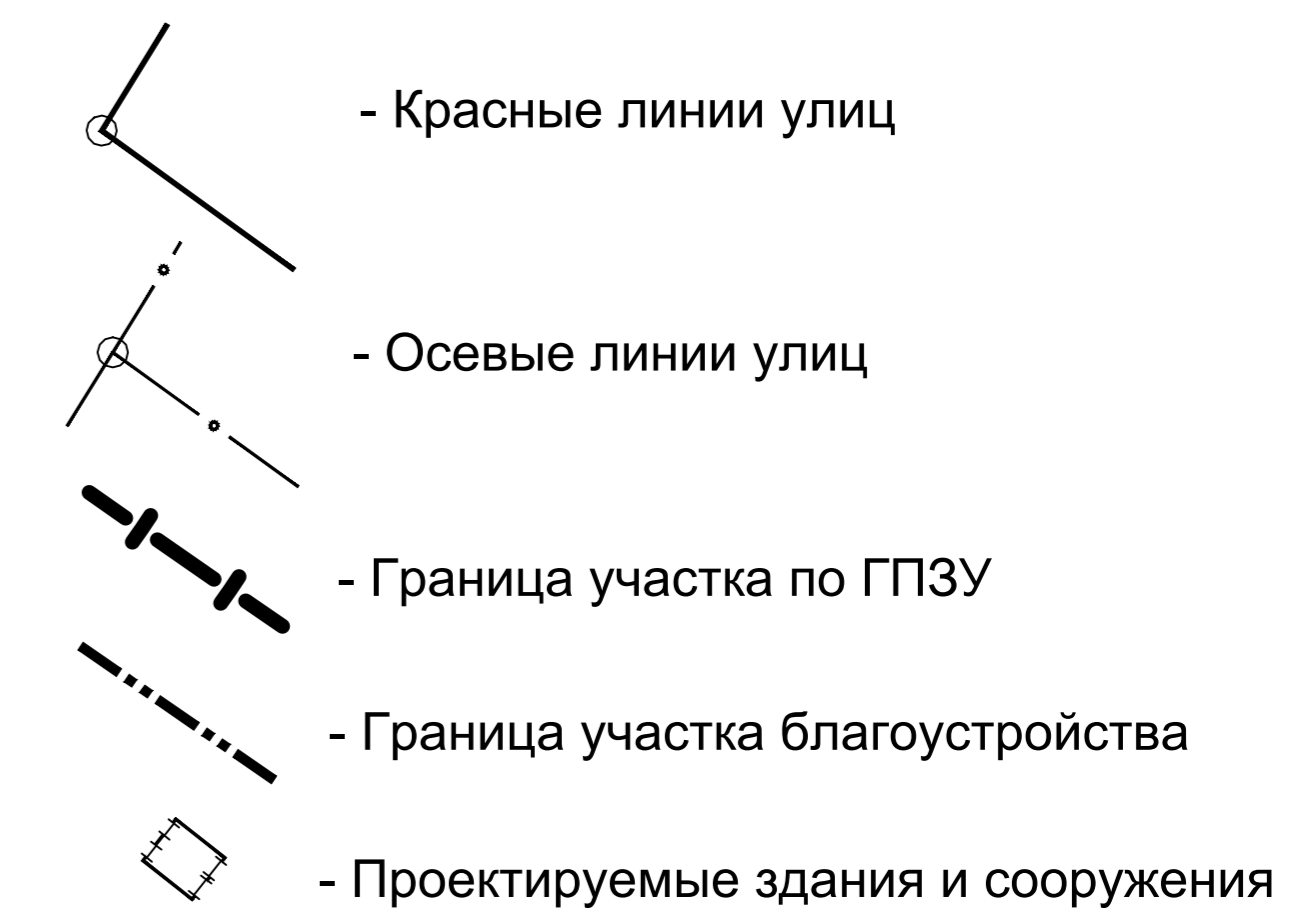 - Красные линии улиц
- Осевые линии улиц
- Граница участка по ГПЗУ
- Граница участка благоустройства
- Проектируемые здания и сооружения